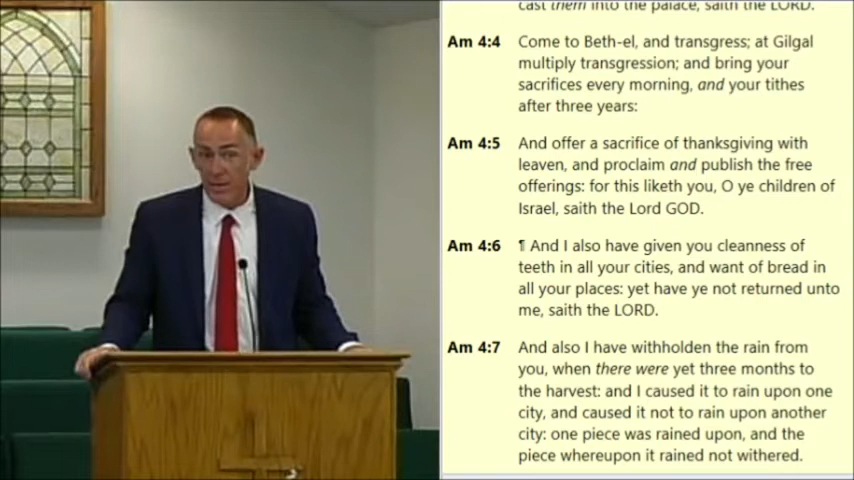 cast them into the palace, saith the LORD.
Am 4:4 Come to Beth-el, and transgress; at Gilgal
multiply transgression; and bring your
sacrifices every morning, and your tithes
after three years:
Am 4:5 And offer a sacrifice of thanksgiving with
leaven, and proclaim and publish the free
offerings: for this liketh you, O ye children of
Israel, saith the Lord GOD.
Am 4:6 ¶ And I also have given you cleanness of
teeth in all your cities, and want of bread in
all your places: yet have ye not returned unto
me, saith the LORD.
Am 4:7 And also I have withholden the rain from
you, when there were yet three months to
the harvest: and I caused it to rain upon one
city, and caused it not to rain upon another
city: one piece was rained upon, and the
piece whereupon it rained not withered.